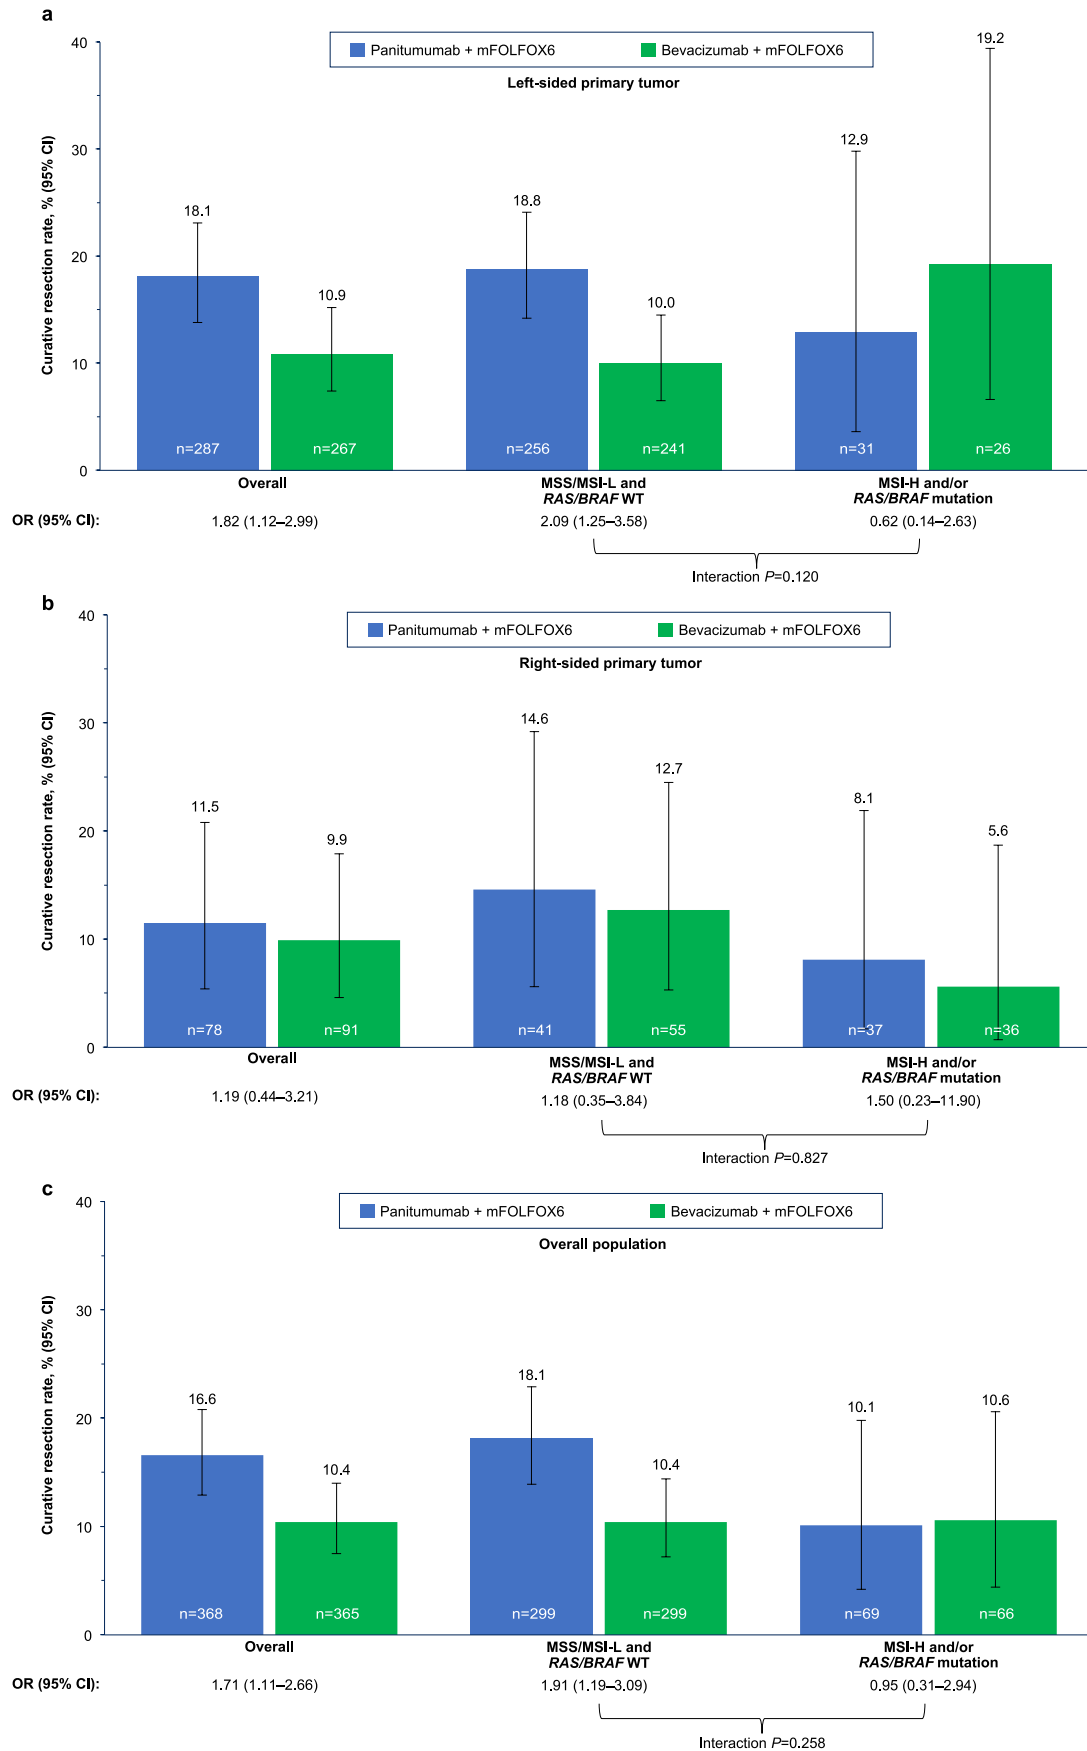 a
40
Panitumumab + mFOLFOX6 Bevacizumab + mFOLFOX6
Left-sided primary tumor
Curative resection rate, % (95% CI)
30
20
10
0
18.1
10.9
18.8
10.0
12.9
19.2
n=287 n=267 n=256 n=241 n=31 n=26
Overall
MSS/MSI-L and
RAS/BRAF WT
MSI-H and/or
RAS/BRAF mutation
OR (95% CI): 1.82 (1.12–2.99) 2.09 (1.25–3.58) 0.62 (0.14–2.63)
Interaction P=0.120
b
40
Panitumumab + mFOLFOX6 Bevacizumab + mFOLFOX6
Right-sided primary tumor
Curative resection rate, % (95% CI)
30
20
10
0
11.5
9.9
14.6
12.7
8.1
5.6
n=78 n=91 n=41 n=55 n=37 n=36
Overall
MSS/MSI-L and
RAS/BRAF WT
MSI-H and/or
RAS/BRAF mutation
OR (95% CI): 1.19 (0.44–3.21) 1.18 (0.35–3.84) 1.50 (0.23–11.90)
Interaction P=0.827
c
40
Panitumumab + mFOLFOX6 Bevacizumab + mFOLFOX6
Overall population
Curative resection rate, % (95% CI)
30
20
10
0
16.6
10.4
18.1
10.4
10.1
10.6
n=368 n=365 n=299 n=299 n=69 n=66
Overall
MSS/MSI-L and
RAS/BRAF WT
MSI-H and/or
RAS/BRAF mutation
OR (95% CI): 1.71 (1.11–2.66) 1.91 (1.19–3.09) 0.95 (0.31–2.94)
Interaction P=0.258